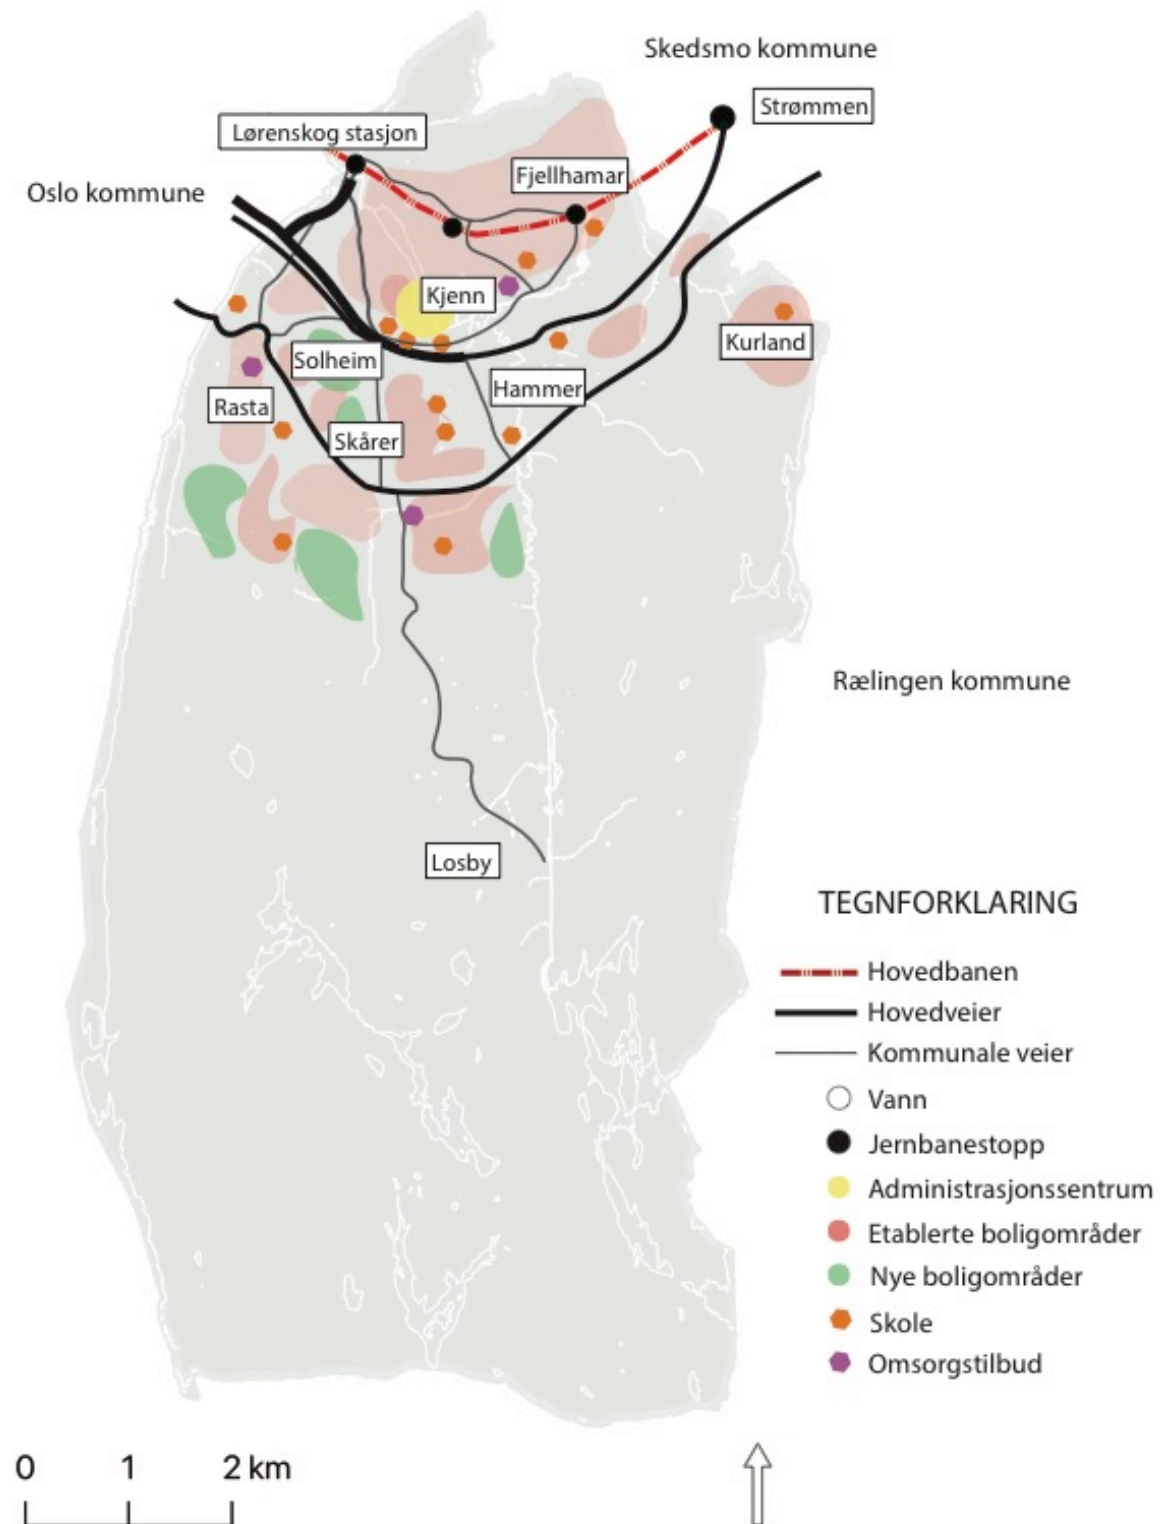 Skedsmo kommune
Strømmen
Lørenskog stasjon
Fjellhamar
Oslo kommune
Kjenn
Kurland
Solheim
Hammer
Rasta
Skårer
Rælingen kommune
Losby
TEGNFORKLARING
Hovedbanen
Hovedveier
Kommunale veier
Vann
Jernbanestopp
Administrasjonssentrum
Etablerte boligområder
Nye boligområder
Skole
Omsorgstilbud
0 1 2 km